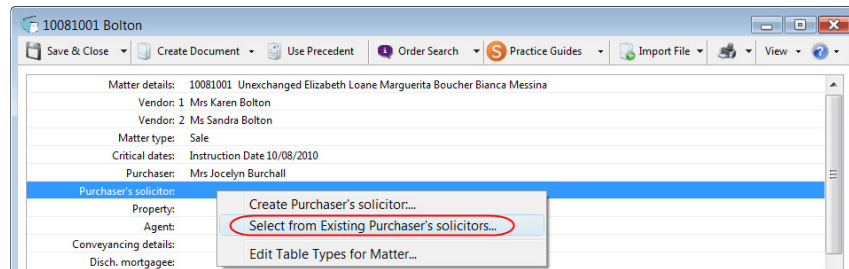 10081001 Bolton
Save & Close Create Document Use Precedent Order Search S Practice Guides Import File View ?
Matter details: 10081001 Unexchanged Elizabeth Loane Marguerita Boucher Bianca Messina
Vendor: 1 Mrs Karen Bolton
Vendor: 2 Ms Sandra Bolton
Matter type: Sale
Critical dates: Instruction Date 10/08/2010
Purchaser: Mrs Jocelyn Burchall
Purchaser's solicitor:
Property:
Create Purchaser's solicitor:...
Agent:
Select from Existing Purchaser's solicitors...
Conveyancing details:
Edit Table Types for Matter...
Disch. mortgagee: